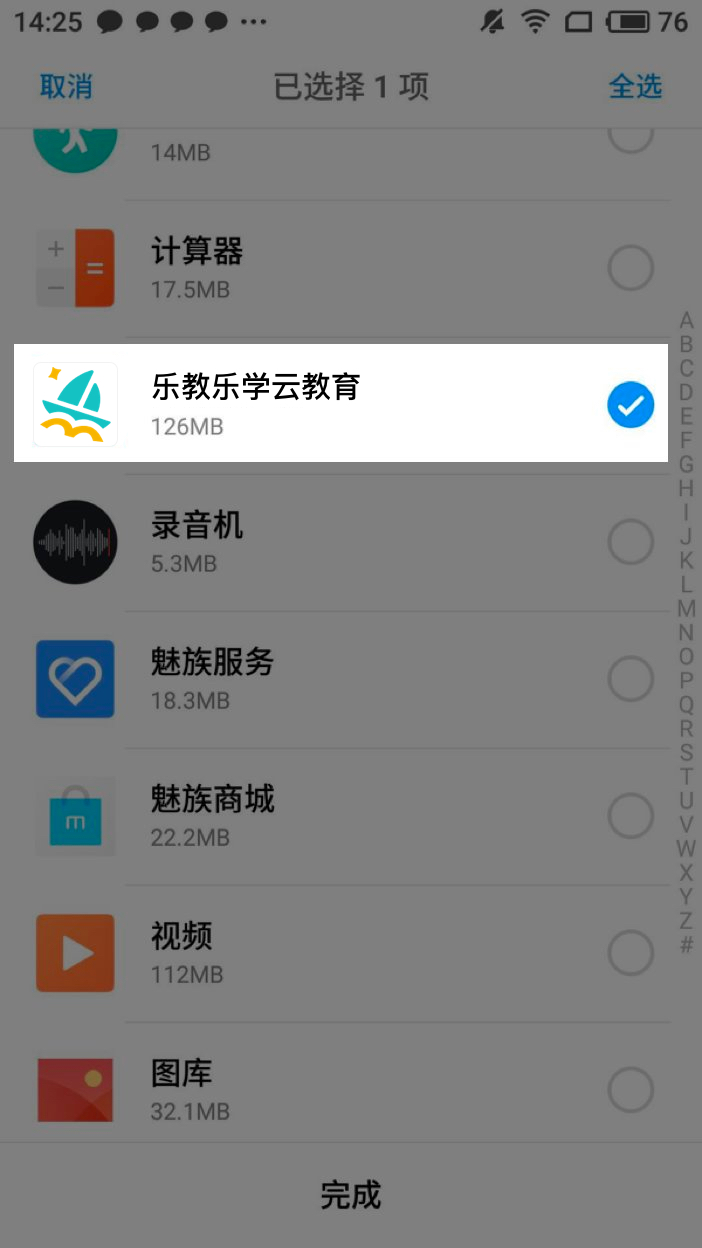 14:25
76
取消
已选择 1 项
全选
14MB
计算器
17.5MB
乐教乐学云教育
126MB
录音机
5.3MB
魅族服务
18.3MB
m
魅族商城
22.2MB
视频
112MB
图库
32.1MB
A
B
C
D
E
F
G
H
I
J
K
L
M
N
O
P
Q
R
S
T
U
V
W
X
Y
Z
#
完成